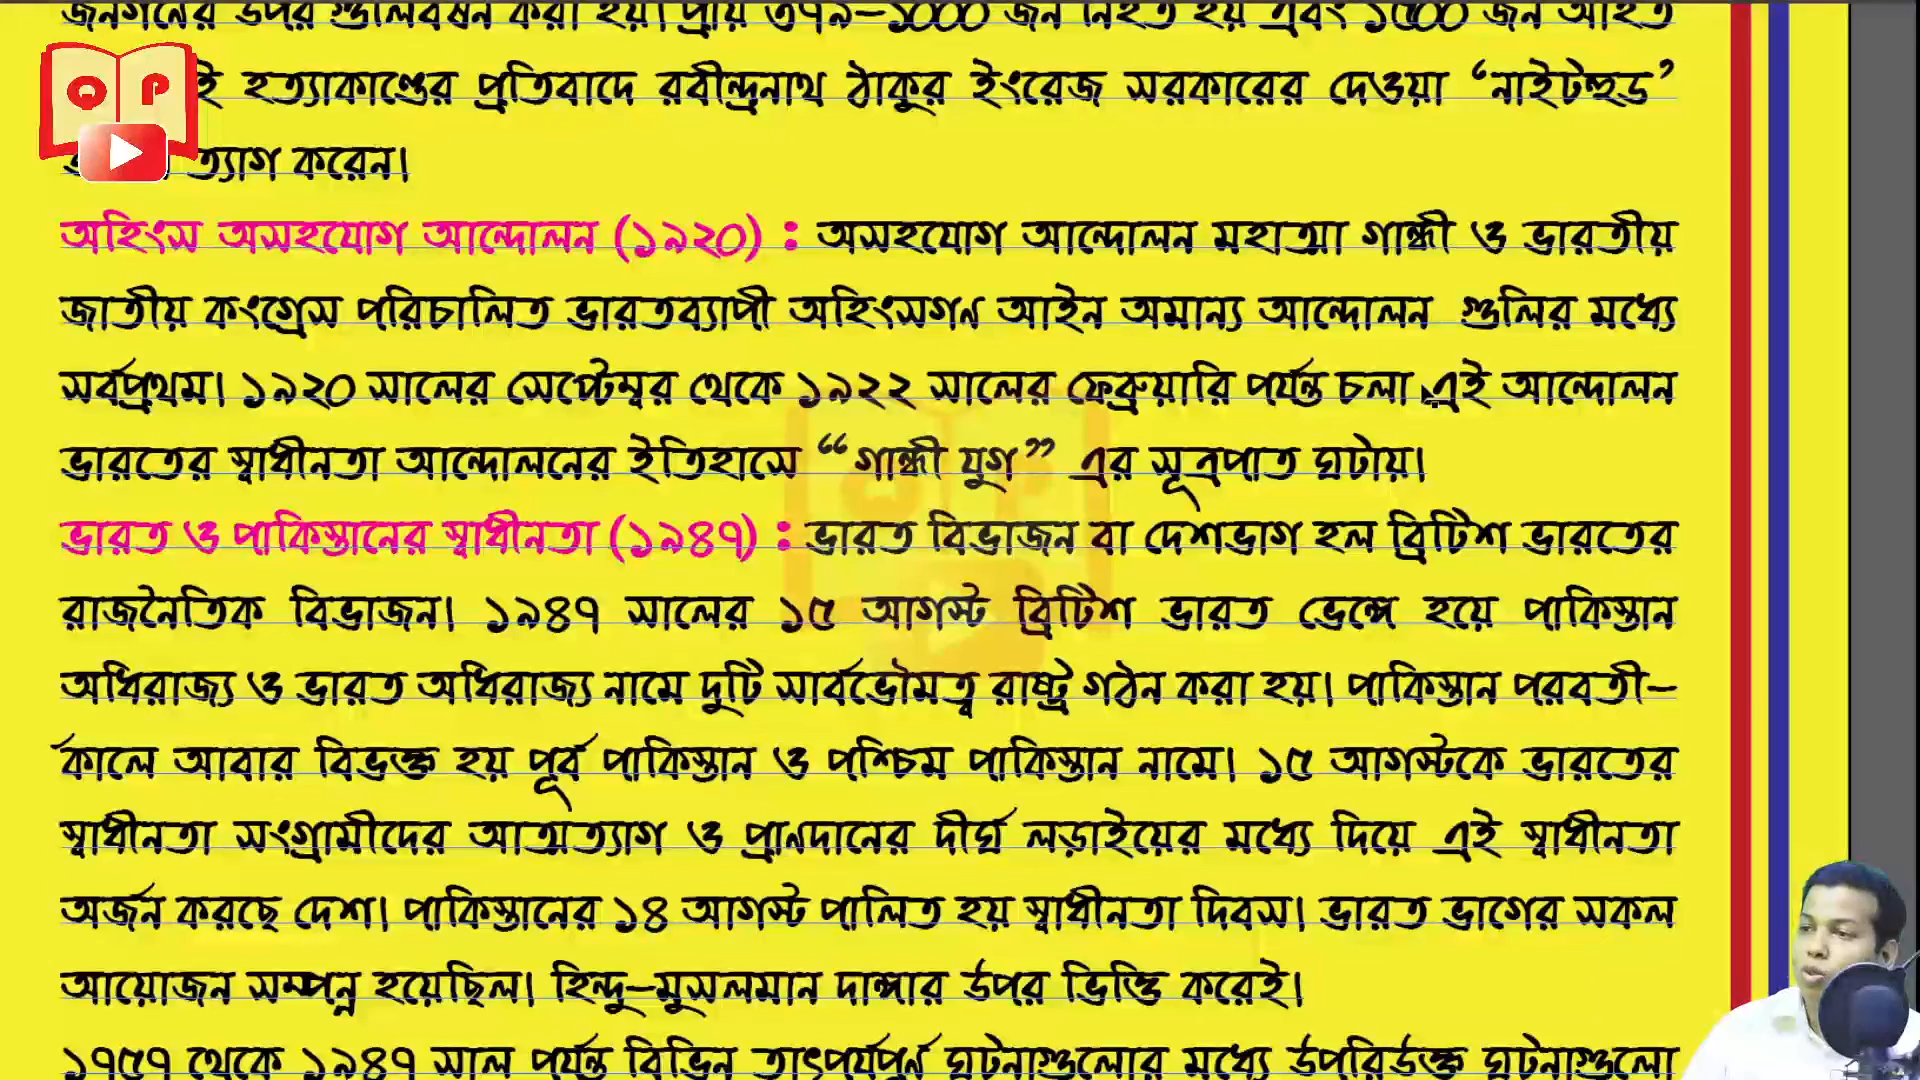 জনগনের উপর গুলিবর্ষন করা হয়। প্রায় ৩৭৯–১০০০ জন নিহত হয় এবং ১৫০০ জন আহত
ই হত্যাকাণ্ডের প্রতিবাদে রবীন্দ্রনাথ ঠাকুর ইংরেজ সরকারের দেওয়া ‘নাইটহুড’
ত্যাগ করেন।
অহিংস অসহযোগ আন্দোলন (১৯২০) : অসহযোগ আন্দোলন মহাত্মা গান্ধী ও ভারতীয়
জাতীয় কংগ্রেস পরিচালিত ভারতব্যাপী অহিংসগণ আইন অমান্য আন্দোলন গুলির মধ্যে
সর্বপ্রথম। ১৯২০ সালের সেপ্টেম্বর থেকে ১৯২২ সালের ফেব্রুয়ারি পর্যন্ত চলা এই আন্দোলন
ভারতের স্বাধীনতা আন্দোলনের ইতিহাসে “গান্ধী যুগ” এর সূত্রপাত ঘটায়।
ভারত ও পাকিস্তানের স্বাধীনতা (১৯৪৭) : ভারত বিভাজন বা দেশভাগ হল ব্রিটিশ ভারতের
রাজনৈতিক বিভাজন। ১৯৪৭ সালের ১৫ আগস্ট ব্রিটিশ ভারত ভেঙ্গে হয়ে পাকিস্তান
অধিরাজ্য ও ভারত অধিরাজ্য নামে দুটি সার্বভৌমত্ব রাষ্ট্র গঠন করা হয়। পাকিস্তান পরবর্তী–
কালে আবার বিভক্ত হয় পূর্ব পাকিস্তান ও পশ্চিম পাকিস্তান নামে। ১৫ আগস্টকে ভারতের
স্বাধীনতা সংগ্রামীদের আত্মত্যাগ ও প্রাণদানের দীর্ঘ লড়াইয়ের মধ্যে দিয়ে এই স্বাধীনতা
অর্জন করছে দেশ। পাকিস্তানের ১৪ আগস্ট পালিত হয় স্বাধীনতা দিবস। ভারত ভাগের সকল
আয়োজন সম্পন্ন হয়েছিল। হিন্দু–মুসলমান দাঙ্গার উপর ভিত্তি করেই।
১৭৫৭ থেকে ১৯৪৭ সাল পর্যন্ত বিভিন্ন তাৎপর্যপূর্ণ ঘটনাগুলোর মধ্যে উপরিউক্ত ঘটনাগুলো
Q P